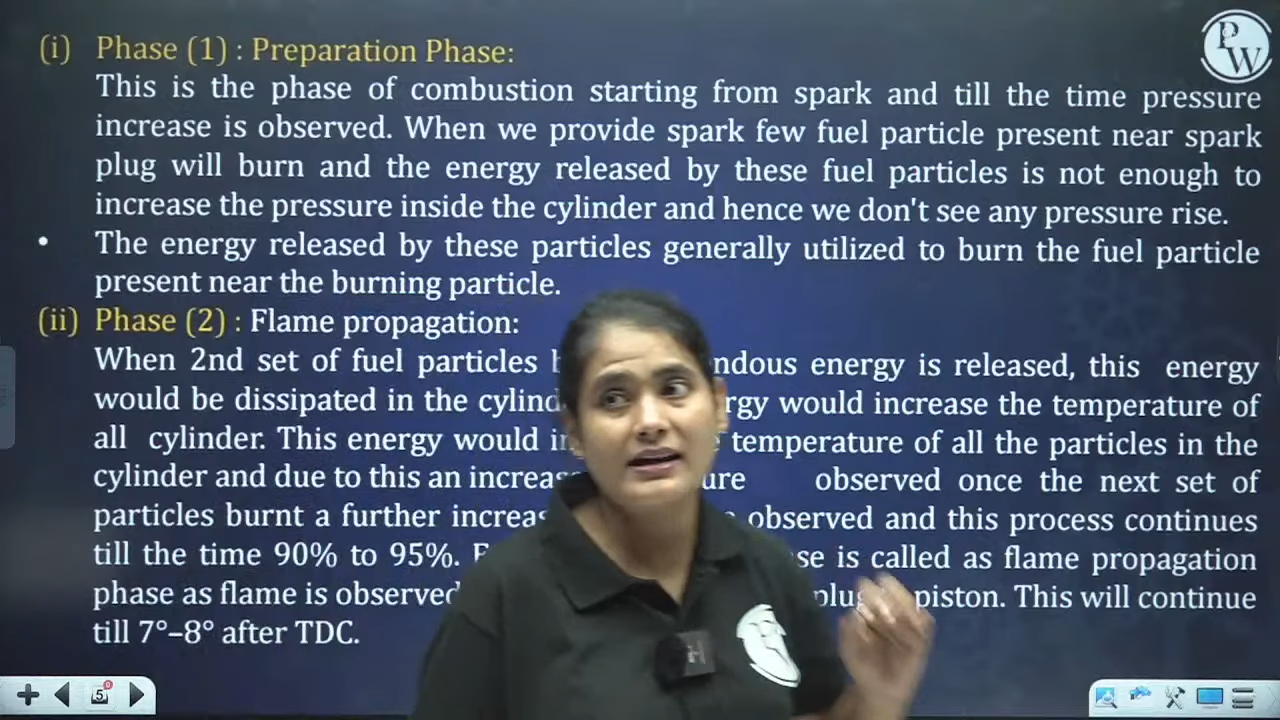 (i) Phase (1) : Preparation Phase:
This is the phase of combustion starting from spark and till the time pressure
increase is observed. When we provide spark few fuel particle present near spark
plug will burn and the energy released by these fuel particles is not enough to
increase the pressure inside the cylinder and hence we don't see any pressure rise.
• The energy released by these particles generally utilized to burn the fuel particle
present near the burning particle.
(ii) Phase (2) : Flame propagation:
When 2nd set of fuel particles energy is released, this energy
would be dissipated in the would increase the temperature of
all cylinder. This energy would temperature of all the particles in the
cylinder and due to this an observed once the next set of
particles burnt a further observed and this process continues
till the time 90% to 95%. is called as flame propagation
phase as flame is observed piston. This will continue
till 7°–8° after TDC.
PW
5